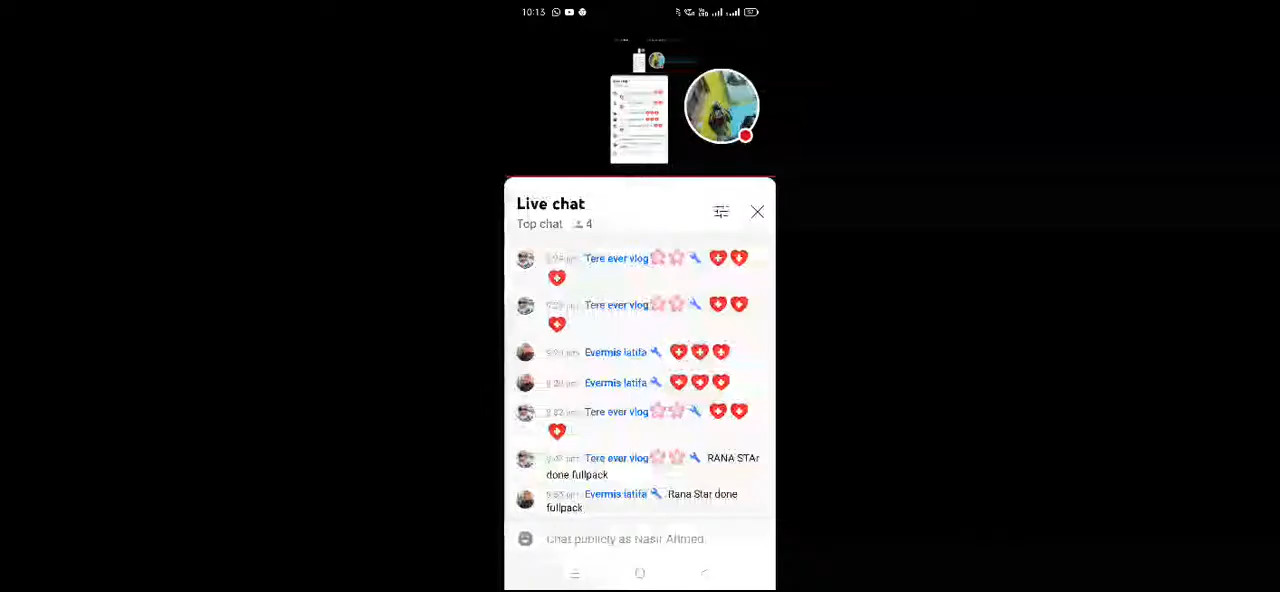 10:13
57
Live chat
Top chat 4
Tere ever vlog
Tere ever vlog
Evermis latifa
Evermis latifa
Tere ever vlog
Tere ever vlog RANA STAr
done fullpack
Evermis latifa Rana Star done
fullpack
Chat publicly as Nasir Ahmed